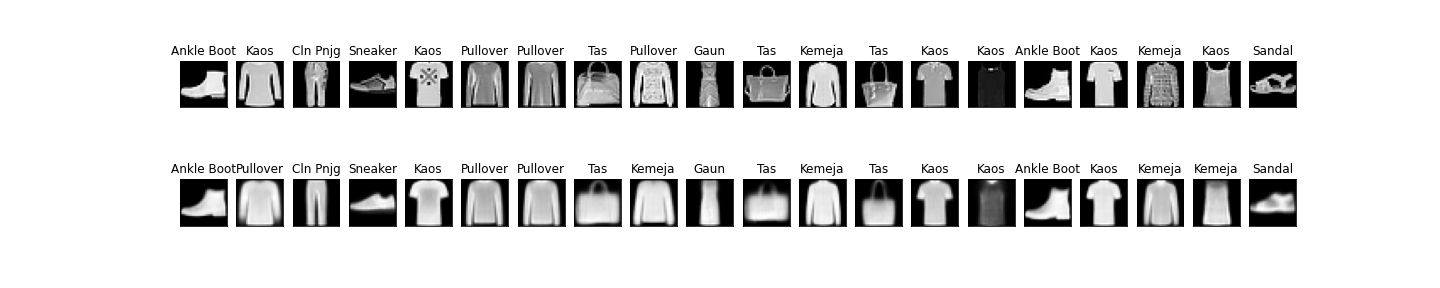 Ankle Boot Kaos Cln Pnjg Sneaker Kaos Pullover Pullover Tas Pullover Gaun Tas Kemeja Tas Kaos Kaos Ankle Boot Kaos Kemeja Kaos Sandal
Ankle Boot Pullover Cln Pnjg Sneaker Kaos Pullover Pullover Tas Kemeja Gaun Tas Kemeja Tas Kaos Kaos Ankle Boot Kaos Kemeja Kemeja Sandal